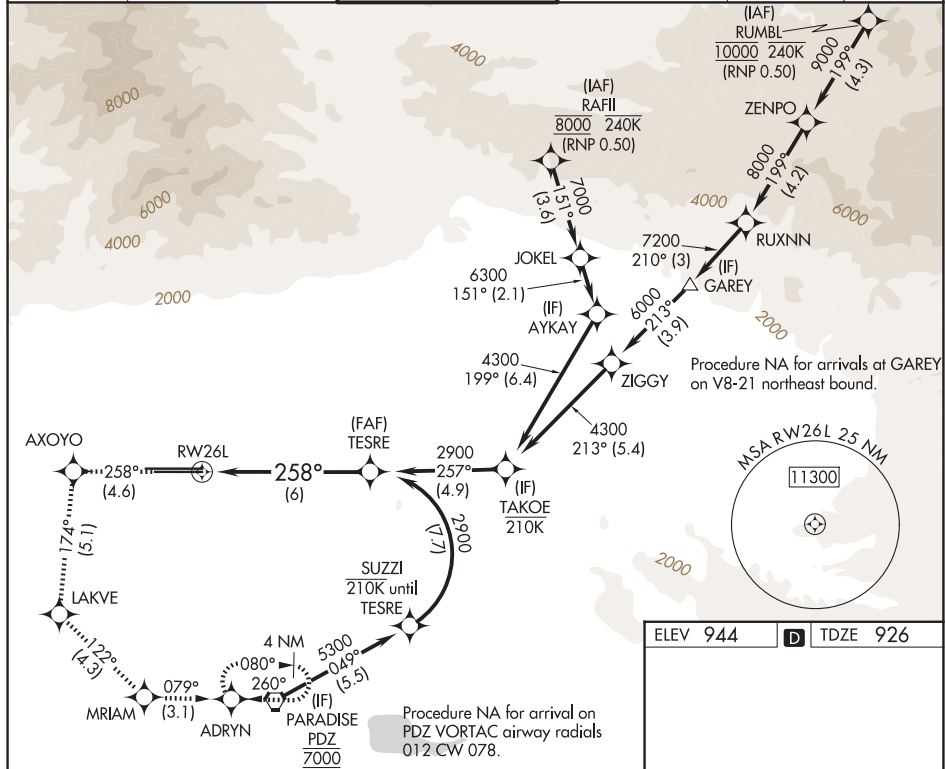 (IAF)
RUMBL
10000 240K
(RNP 0.50)
9000
199°
(4.3)
4000
(IAF)
RAFII
8000 240K
(RNP 0.50)
8000
ZENPO
7000
151°
(3.6)
8000
199°
(4.2)
6000
4000
6000
4000
JOKEL
7200
210° (3)
RUXNN
6300
151° (2.1)
(IF)
GAREY
2000
(IF)
AYKAY
6000
213°
(3.9)
2000
4300
199° (6.4)
ZIGGY
Procedure NA for arrivals at GAREY
on V8-21 northeast bound.
4300
213° (5.4)
AXOYO
RW26L
(FAF)
TESRE
MSA RW26L 25 NM
11300
258°
(4.6)
258°
(6)
2900
257°
(4.9)
(IF)
TAKOE
210K
174°
(5.1)
2900
(7.7)
2000
SUZZI
210K until
TESRE
LAKVE
ELEV 944
D
TDZE 926
122°
(4.3)
4 NM
080°
260°
5300
049°
(5.5)
MRIAM
079°
(3.1)
ADRYN
(IF)
PARADISE
PDZ
7000
Procedure NA for arrival on
PDZ VORTAC airway radials
012 CW 078.